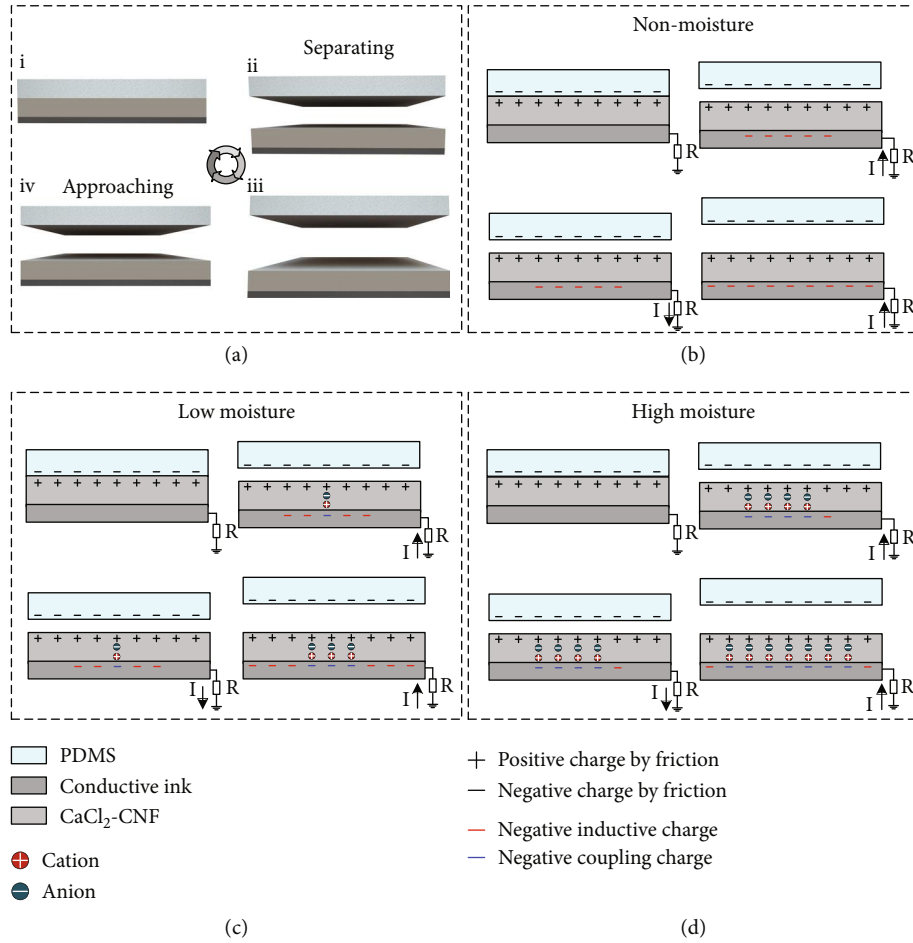 i
Separating
ii
iv
Approaching
iii
(a)
Non-moisture
R
R
I
R
I
R
I
(b)
Low moisture
R
R
I
R
I
R
I
(c)
High moisture
R
R
I
R
I
R
I
PDMS
Conductive ink
CaCl₂-CNF
Cation
Anion
+ Positive charge by friction
− Negative charge by friction
− Negative inductive charge
− Negative coupling charge
(d)